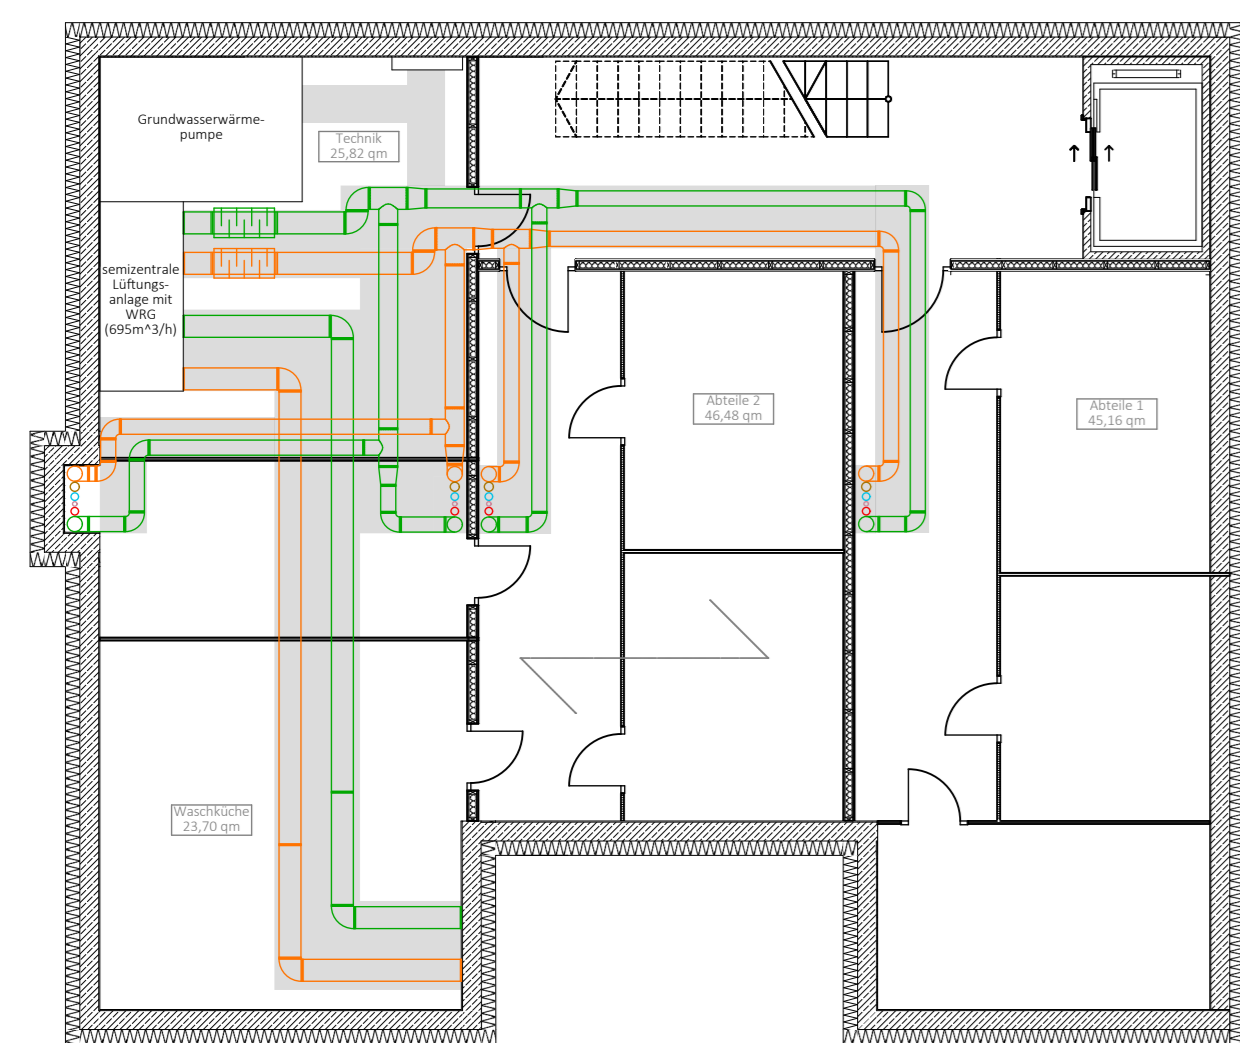 Grundwasserwärme-
pumpe
Technik
25,82 qm
semizentrale
Lüftungs-
anlage mit
WRG
(695m^3/h)
Abteile 2
46,48 qm
Abteile 1
45,16 qm
Waschküche
23,70 qm